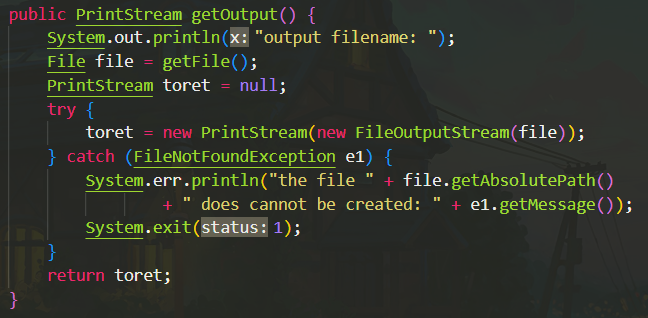 public PrintStream getOutput() {
    System.out.println(x: "output filename: ");
    File file = getFile();
    PrintStream toret = null;
    try {
        toret = new PrintStream(new FileOutputStream(file));
    } catch (FileNotFoundException e1) {
        System.err.println("the file " + file.getAbsolutePath()
                + " does cannot be created: " + e1.getMessage());
        System.exit(status: 1);
    }
    return toret;
}